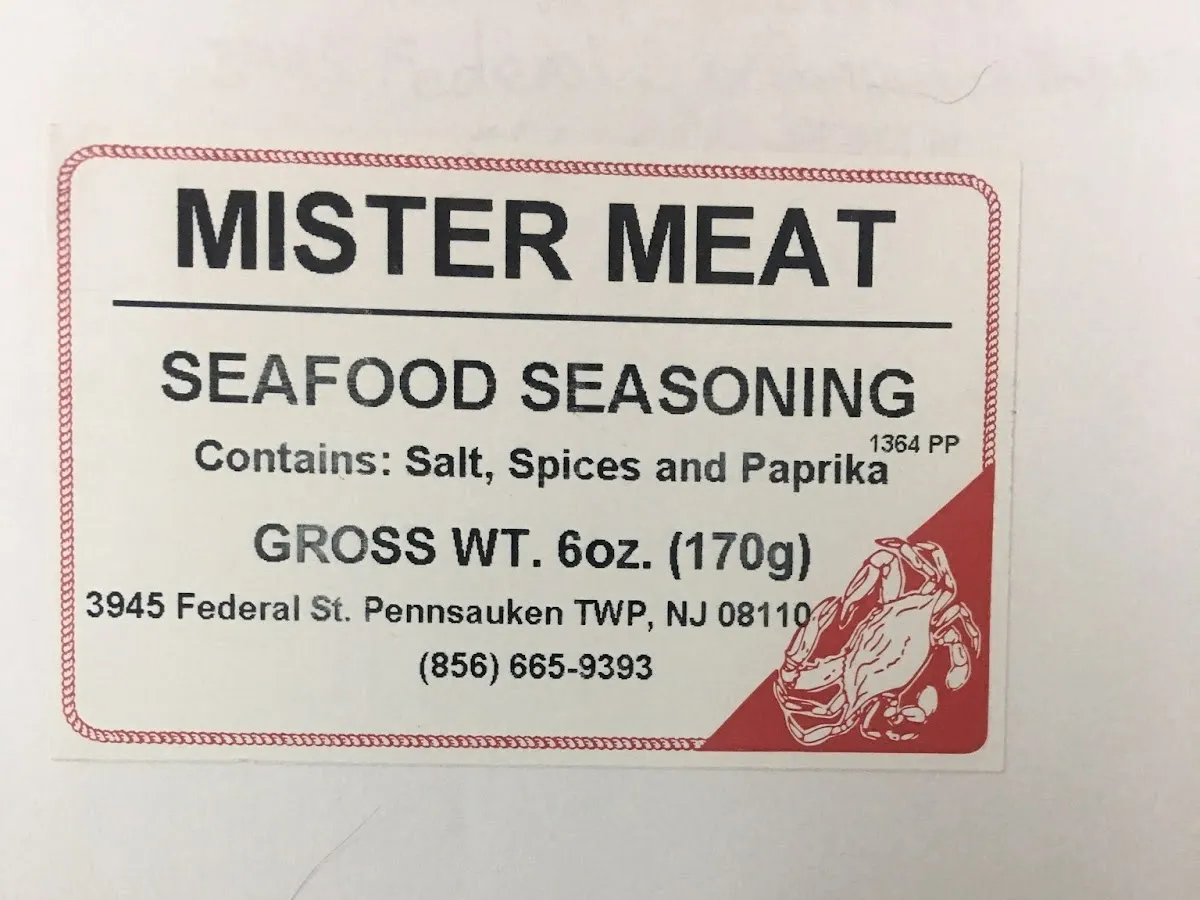 MISTER MEAT
SEAFOOD SEASONING
1364 PP
Contains: Salt, Spices and Paprika
GROSS WT. 6oz. (170g)
3945 Federal St. Pennsauken TWP, NJ 08110
(856) 665-9393